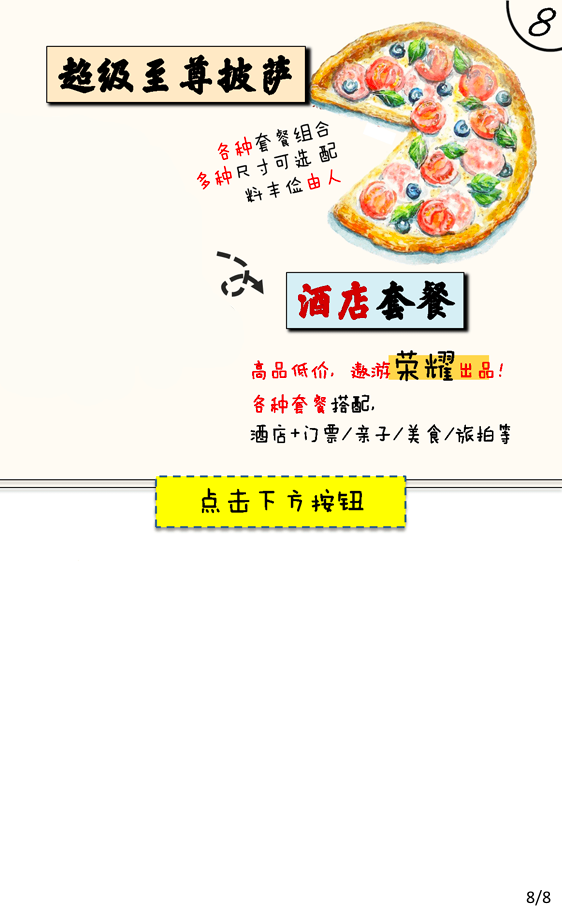 8
超级至尊披萨
各种套餐组合
多种尺寸可选 配
料丰俭由人
酒店套餐
高品低价, 遨游荣耀出品!
各种套餐搭配,
酒店+门票/亲子/美食/旅拍等
点击下方按钮
8/8